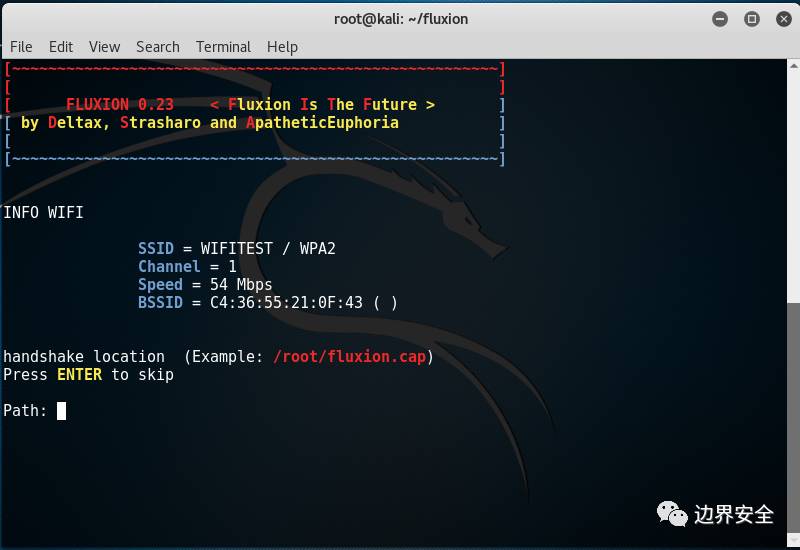 root@kali: ~/fluxion
File Edit View Search Terminal Help
[~~~~~~~~~~~~~~~~~~~~~~~~~~~~~~~~~~~~~~~~~~~~~~~~~~~~~~]
[                                                      ]
[      FLUXION 0.23    < Fluxion Is The Future >       ]
[ by Deltax, Strasharo and ApatheticEuphoria           ]
[                                                      ]
[~~~~~~~~~~~~~~~~~~~~~~~~~~~~~~~~~~~~~~~~~~~~~~~~~~~~~~]
INFO WIFI
SSID = WIFITEST / WPA2
Channel = 1
Speed = 54 Mbps
BSSID = C4:36:55:21:0F:43 ( )
handshake location  (Example: /root/fluxion.cap)
Press ENTER to skip
Path:
边界安全